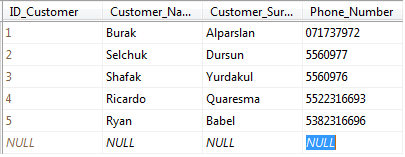 ID_Customer Customer_Na... Customer_Sur... Phone_Number
1 Burak Alparslan 071737972
2 Selchuk Dursun 5560977
3 Shafak Yurdakul 5560976
4 Ricardo Quaresma 5522316693
5 Ryan Babel 5382316696
NULL NULL NULL NULL